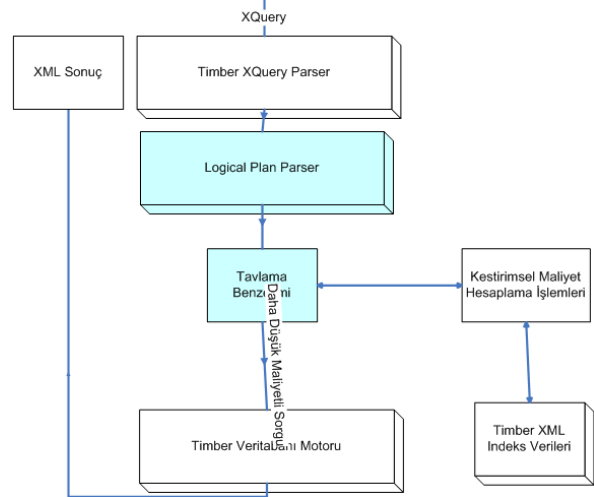 XQuery
XML Sonuç
Timber XQuery Parser
Logical Plan Parser
Tavlama
Benzetimi
Kestirimsel Maliyet
Hesaplama İşlemleri
Daha Düşük Maliyetli Sorgu
Timber Veritabanı Motoru
Timber XML
Indeks Verileri